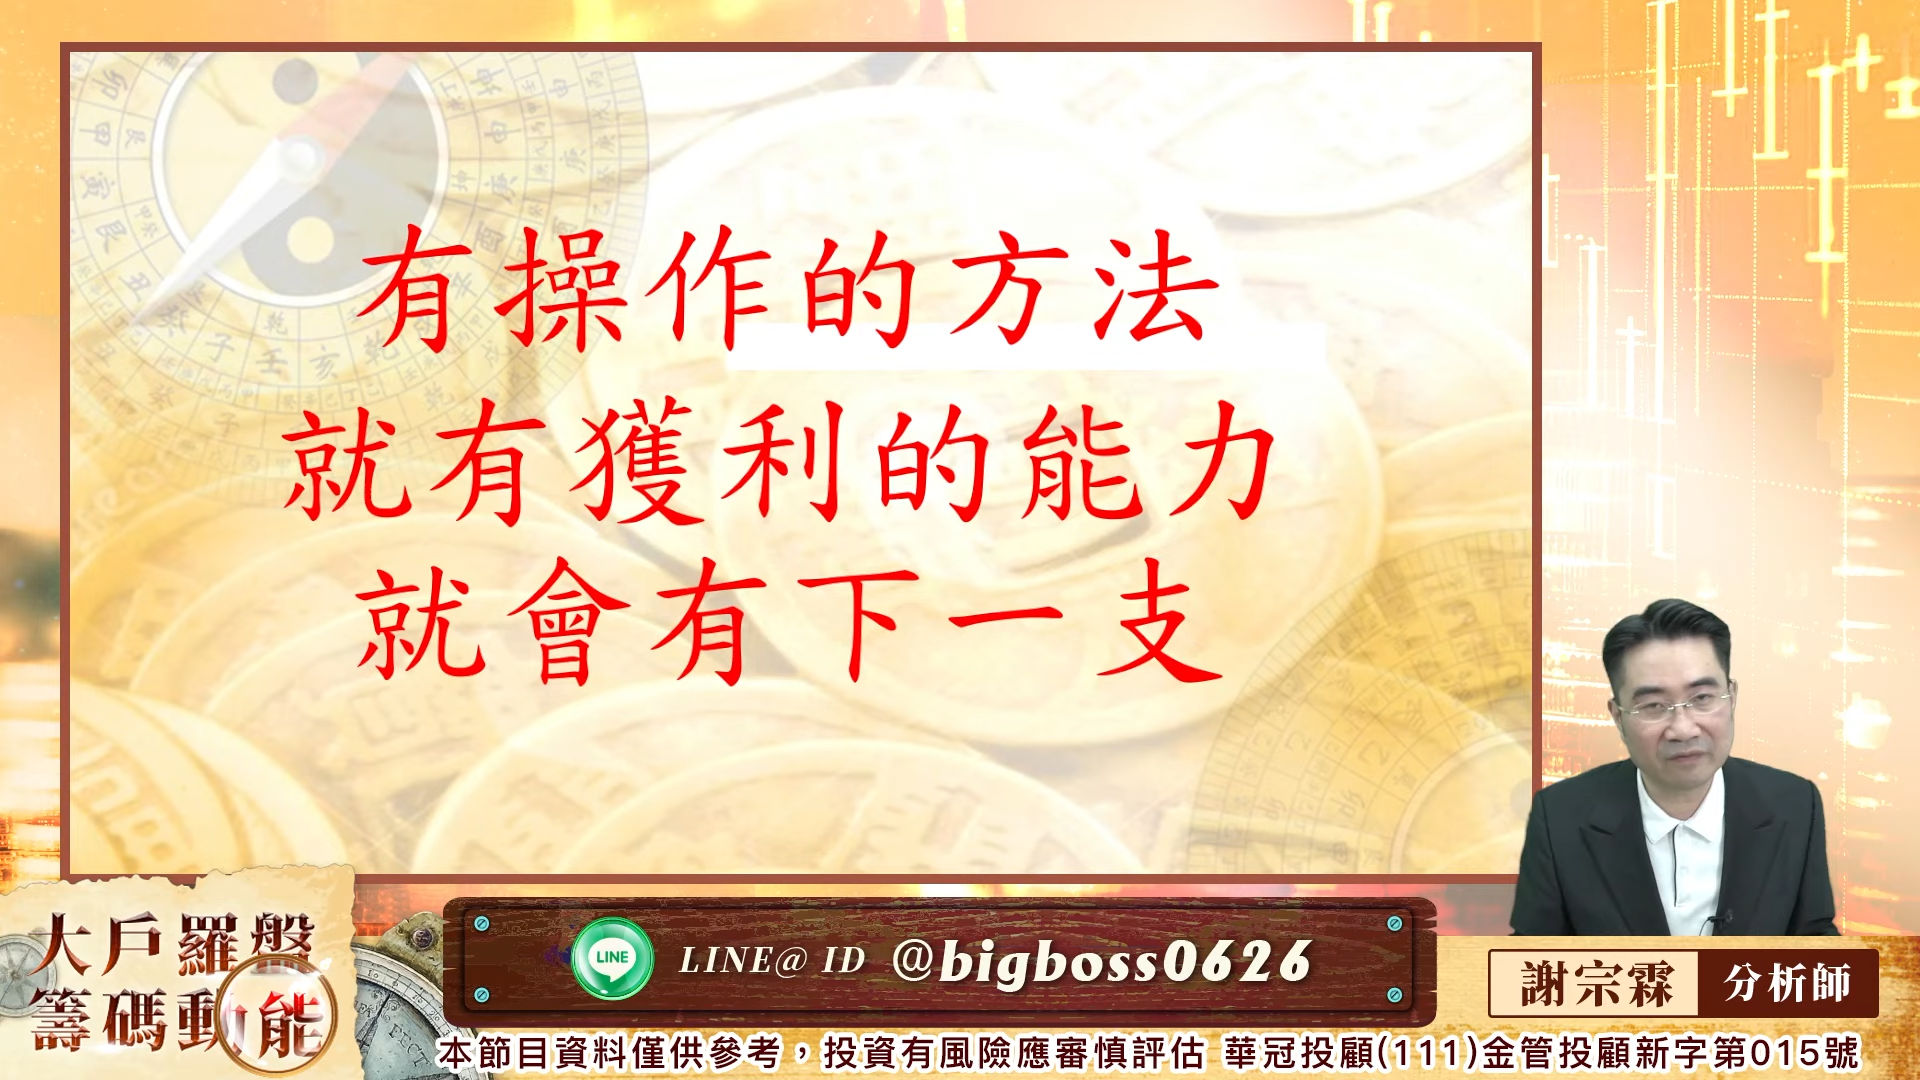 有操作的方法
就有獲利的能力
就會有下一支
大戶羅盤
籌碼動能
LINE
LINE@ ID @bigboss0626
謝宗霖 分析師
本節目資料僅供參考，投資有風險應審慎評估 華冠投顧(111)金管投顧新字第015號